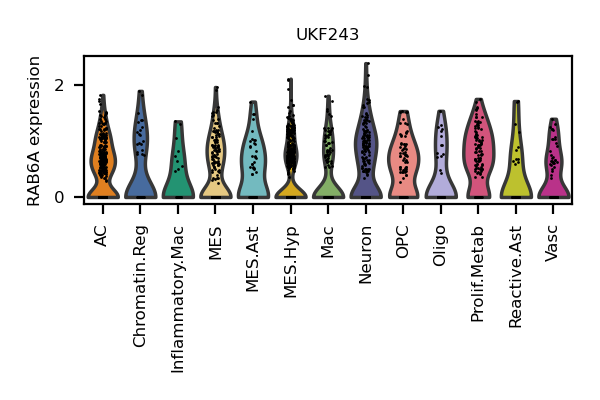 UKF243
RAB6A expression
2
0
AC
Chromatin.Reg
Inflammatory.Mac
MES
MES.Ast
MES.Hyp
Mac
Neuron
OPC
Oligo
Prolif.Metab
Reactive.Ast
Vasc